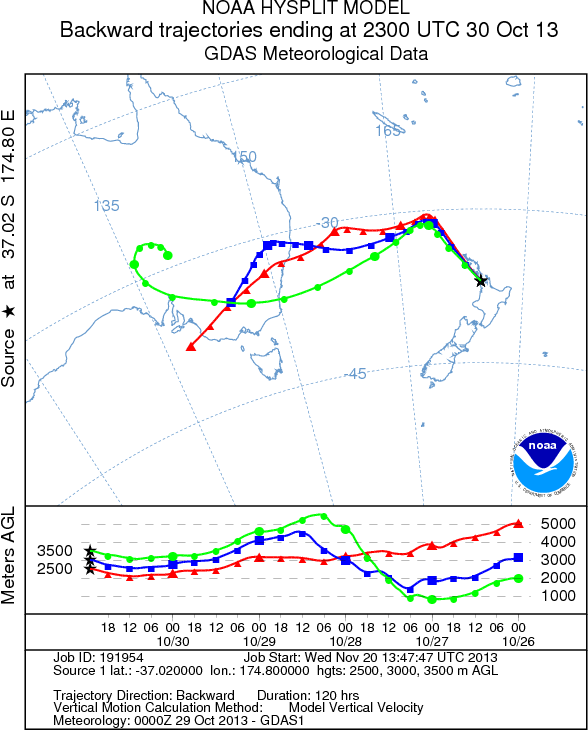 NOAA HYSPLIT MODEL
Backward trajectories ending at 2300 UTC 30 Oct 13
GDAS Meteorological Data
Source ★ at 37.02 S 174.80 E
165
150
135
-30
-45
noaa
Meters AGL
3500
2500
5000
4000
3000
2000
1000
18 12 06 00 18 12 06 00 18 12 06 00 18 12 06 00 18 12 06 00
10/30 10/29 10/28 10/27 10/26
Job ID: 191954 Job Start: Wed Nov 20 13:47:47 UTC 2013
Source 1 lat.: -37.020000 lon.: 174.800000 hgts: 2500, 3000, 3500 m AGL
Trajectory Direction: Backward Duration: 120 hrs
Vertical Motion Calculation Method: Model Vertical Velocity
Meteorology: 0000Z 29 Oct 2013 - GDAS1